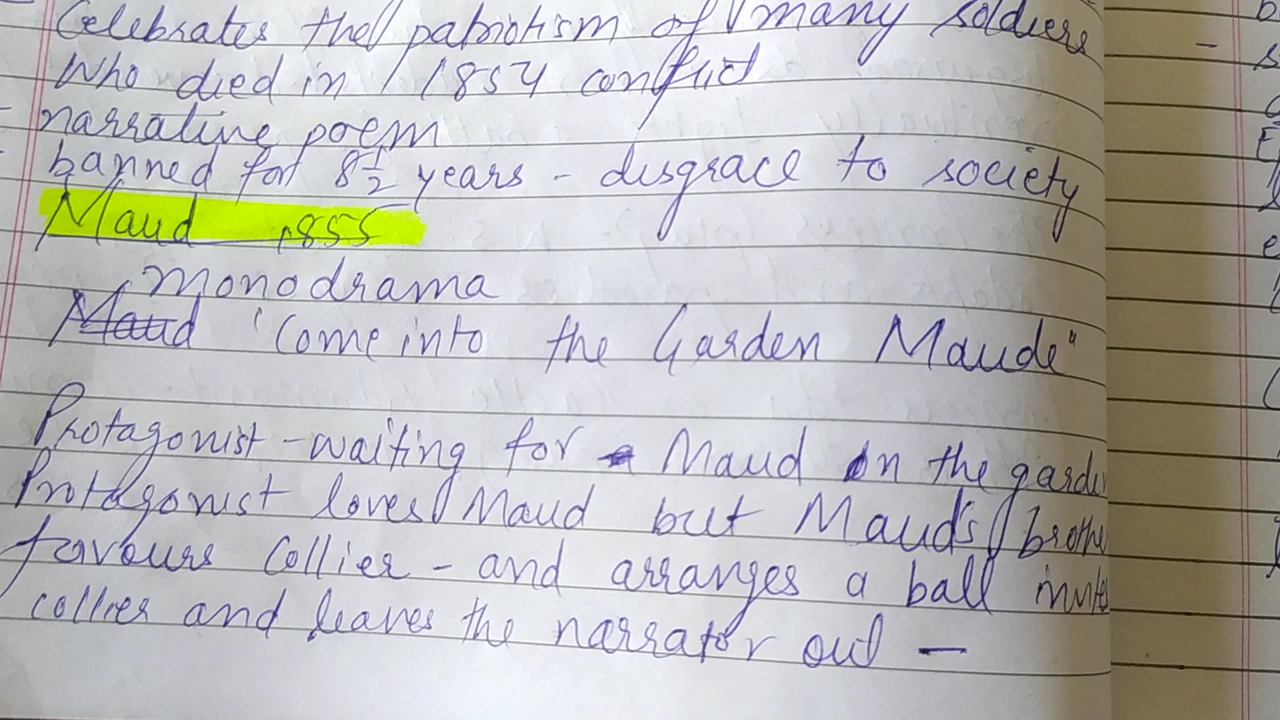 - Celebrates the patriotism of many soldiers
who died in 1854 conflict
- narrative poem
- banned for 8½ years - disgrace to society
Maud 1855
Monodrama
Maud 'Come into the Garden Maude"
Protagonist - waiting for Maud in the garden
Protagonist loves Maud but Maud's brothe
favours Collier - and arranges a ball invites
collier and leaves the narrator out -